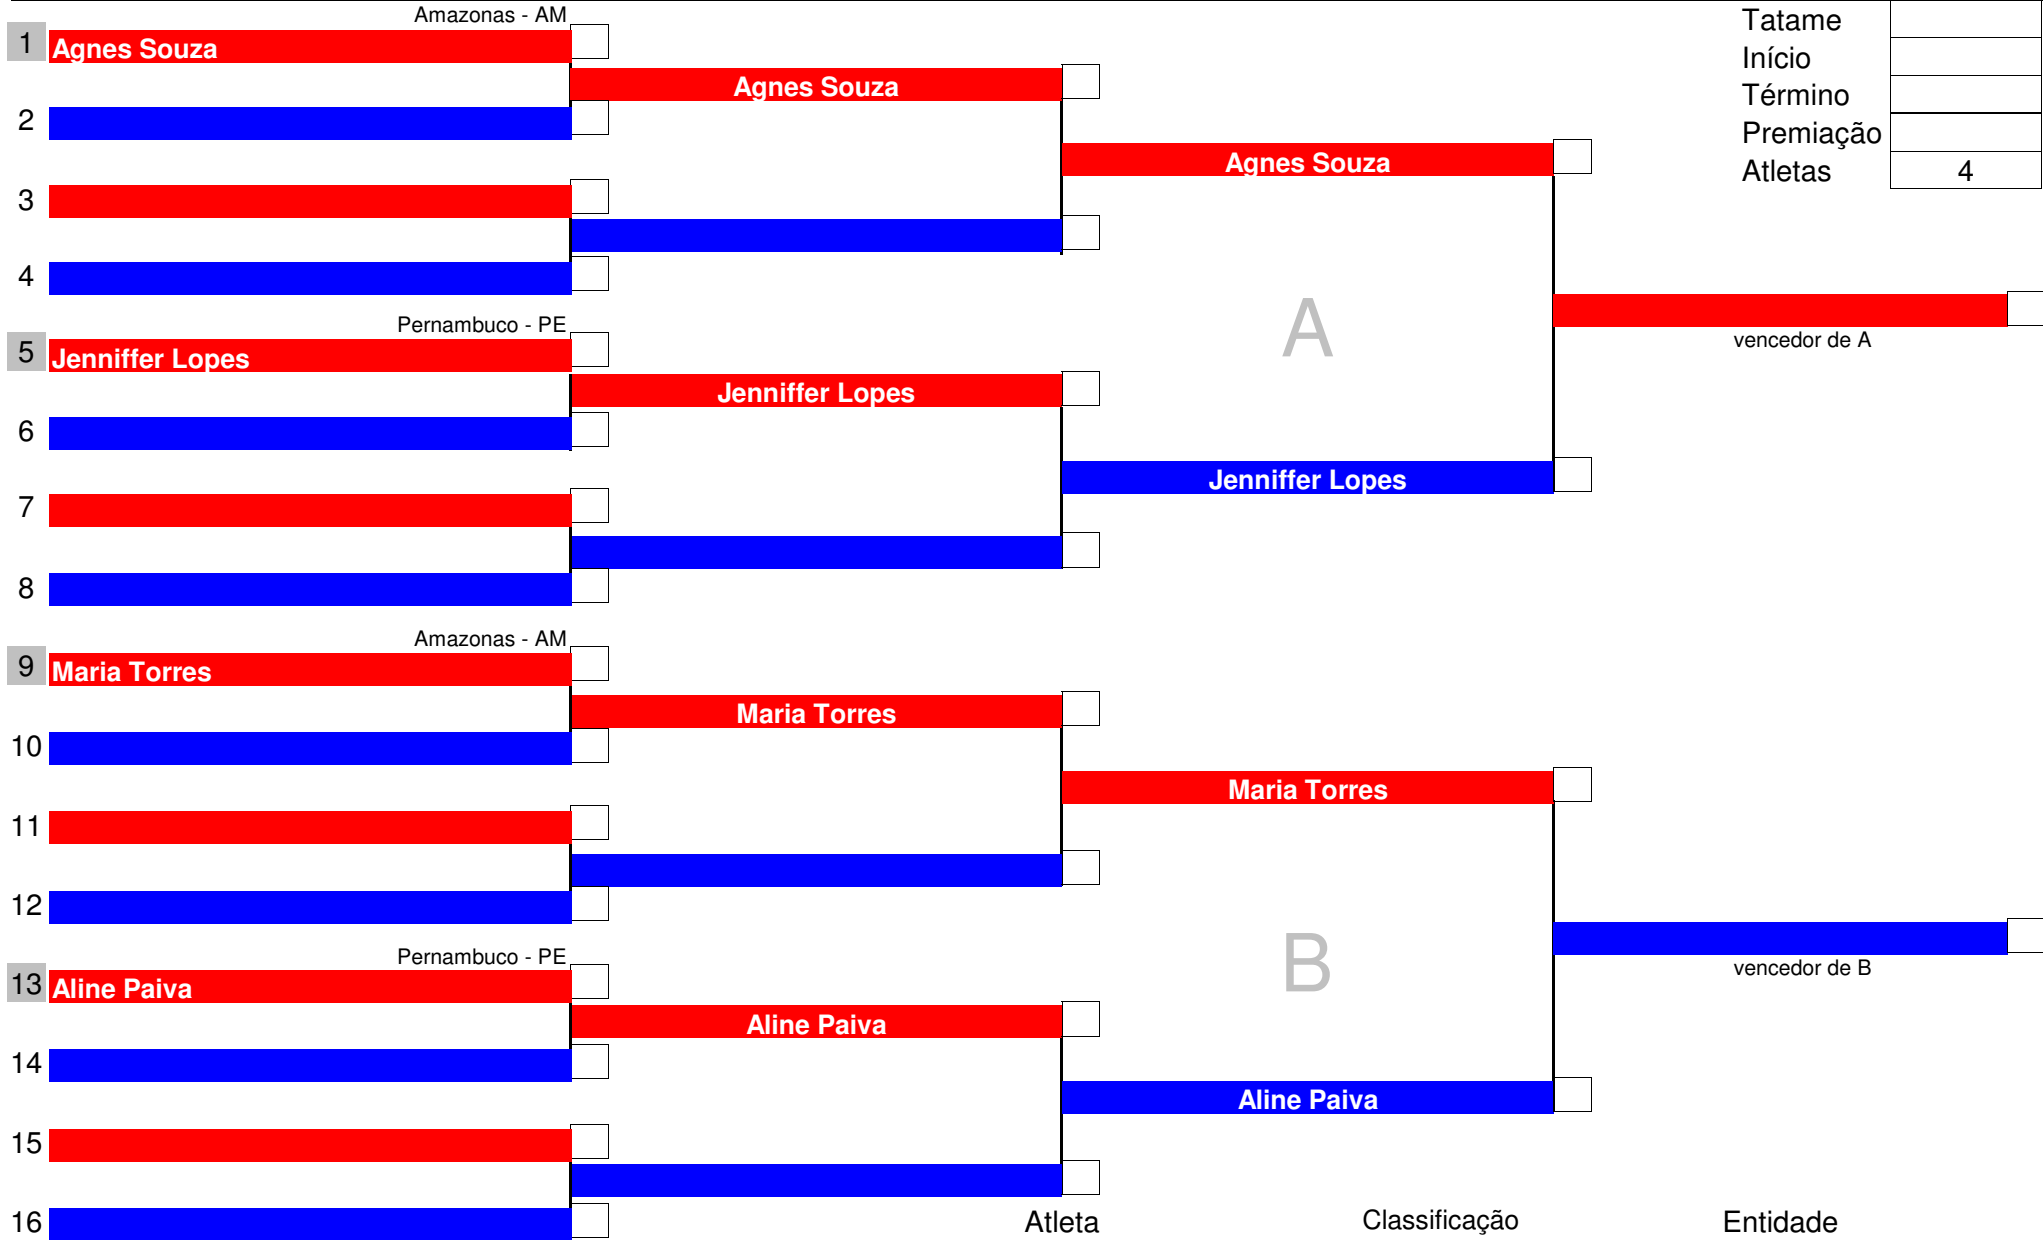 Amazonas - AM
1 Agnes Souza
Agnes Souza
2
Agnes Souza
3
4
Pernambuco - PE
5 Jenniffer Lopes
Jenniffer Lopes
6
Jenniffer Lopes
7
8
A
vencedor de A
Amazonas - AM
9 Maria Torres
Maria Torres
10
Maria Torres
11
12
Pernambuco - PE
13 Aline Paiva
Aline Paiva
14
Aline Paiva
15
16
B
vencedor de B
Tatame
Início
Término
Premiação
Atletas 4
Atleta Classificação Entidade